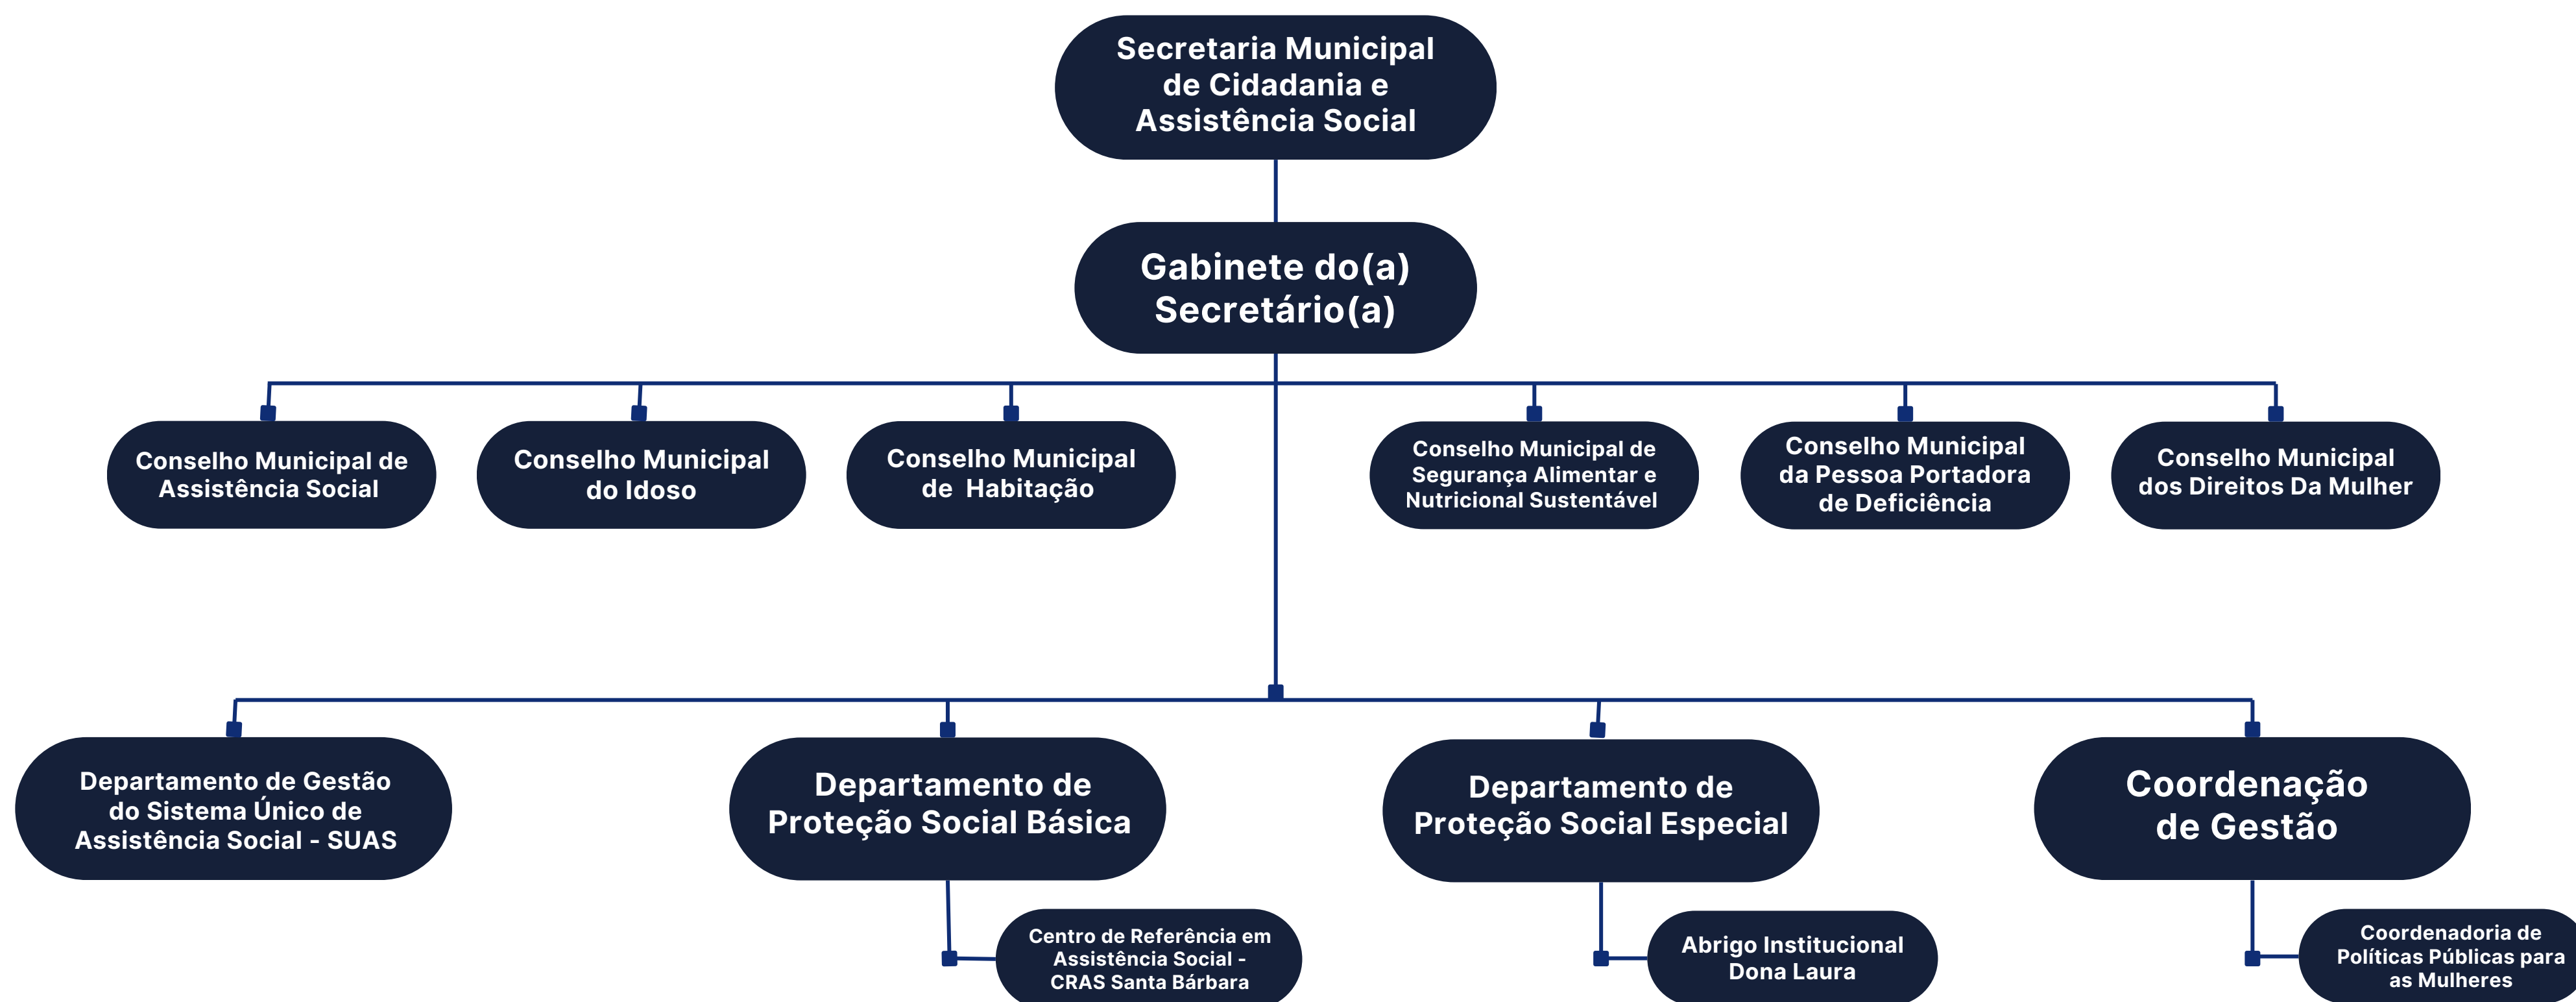 Secretaria Municipal
de Cidadania e
Assistência Social
Gabinete do(a)
Secretário(a)
Conselho Municipal de
Assistência Social
Conselho Municipal
do Idoso
Conselho Municipal
de Habitação
Conselho Municipal de
Segurança Alimentar e
Nutricional Sustentável
Conselho Municipal
da Pessoa Portadora
de Deficiência
Conselho Municipal
dos Direitos Da Mulher
Departamento de Gestão
do Sistema Único de
Assistência Social - SUAS
Departamento de
Proteção Social Básica
Departamento de
Proteção Social Especial
Coordenação
de Gestão
Centro de Referência em
Assistência Social -
CRAS Santa Bárbara
Abrigo Institucional
Dona Laura
Coordenadoria de
Políticas Públicas para
as Mulheres